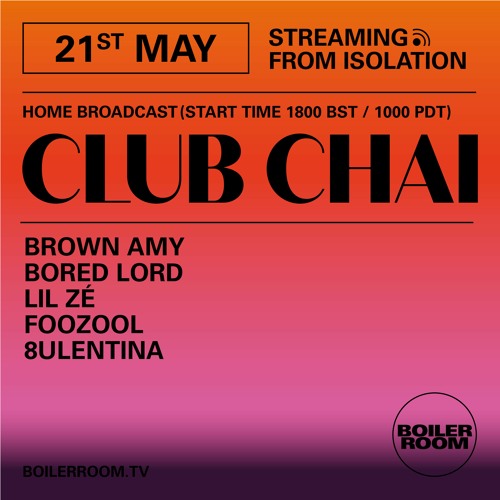 21ST MAY
STREAMING
FROM ISOLATION
HOME BROADCAST (START TIME 1800 BST / 1000 PDT)
CLUB CHAI
BROWN AMY
BORED LORD
LIL ZÉ
FOOZOOL
8ULENTINA
BOILER
ROOM
BOILERROOM.TV